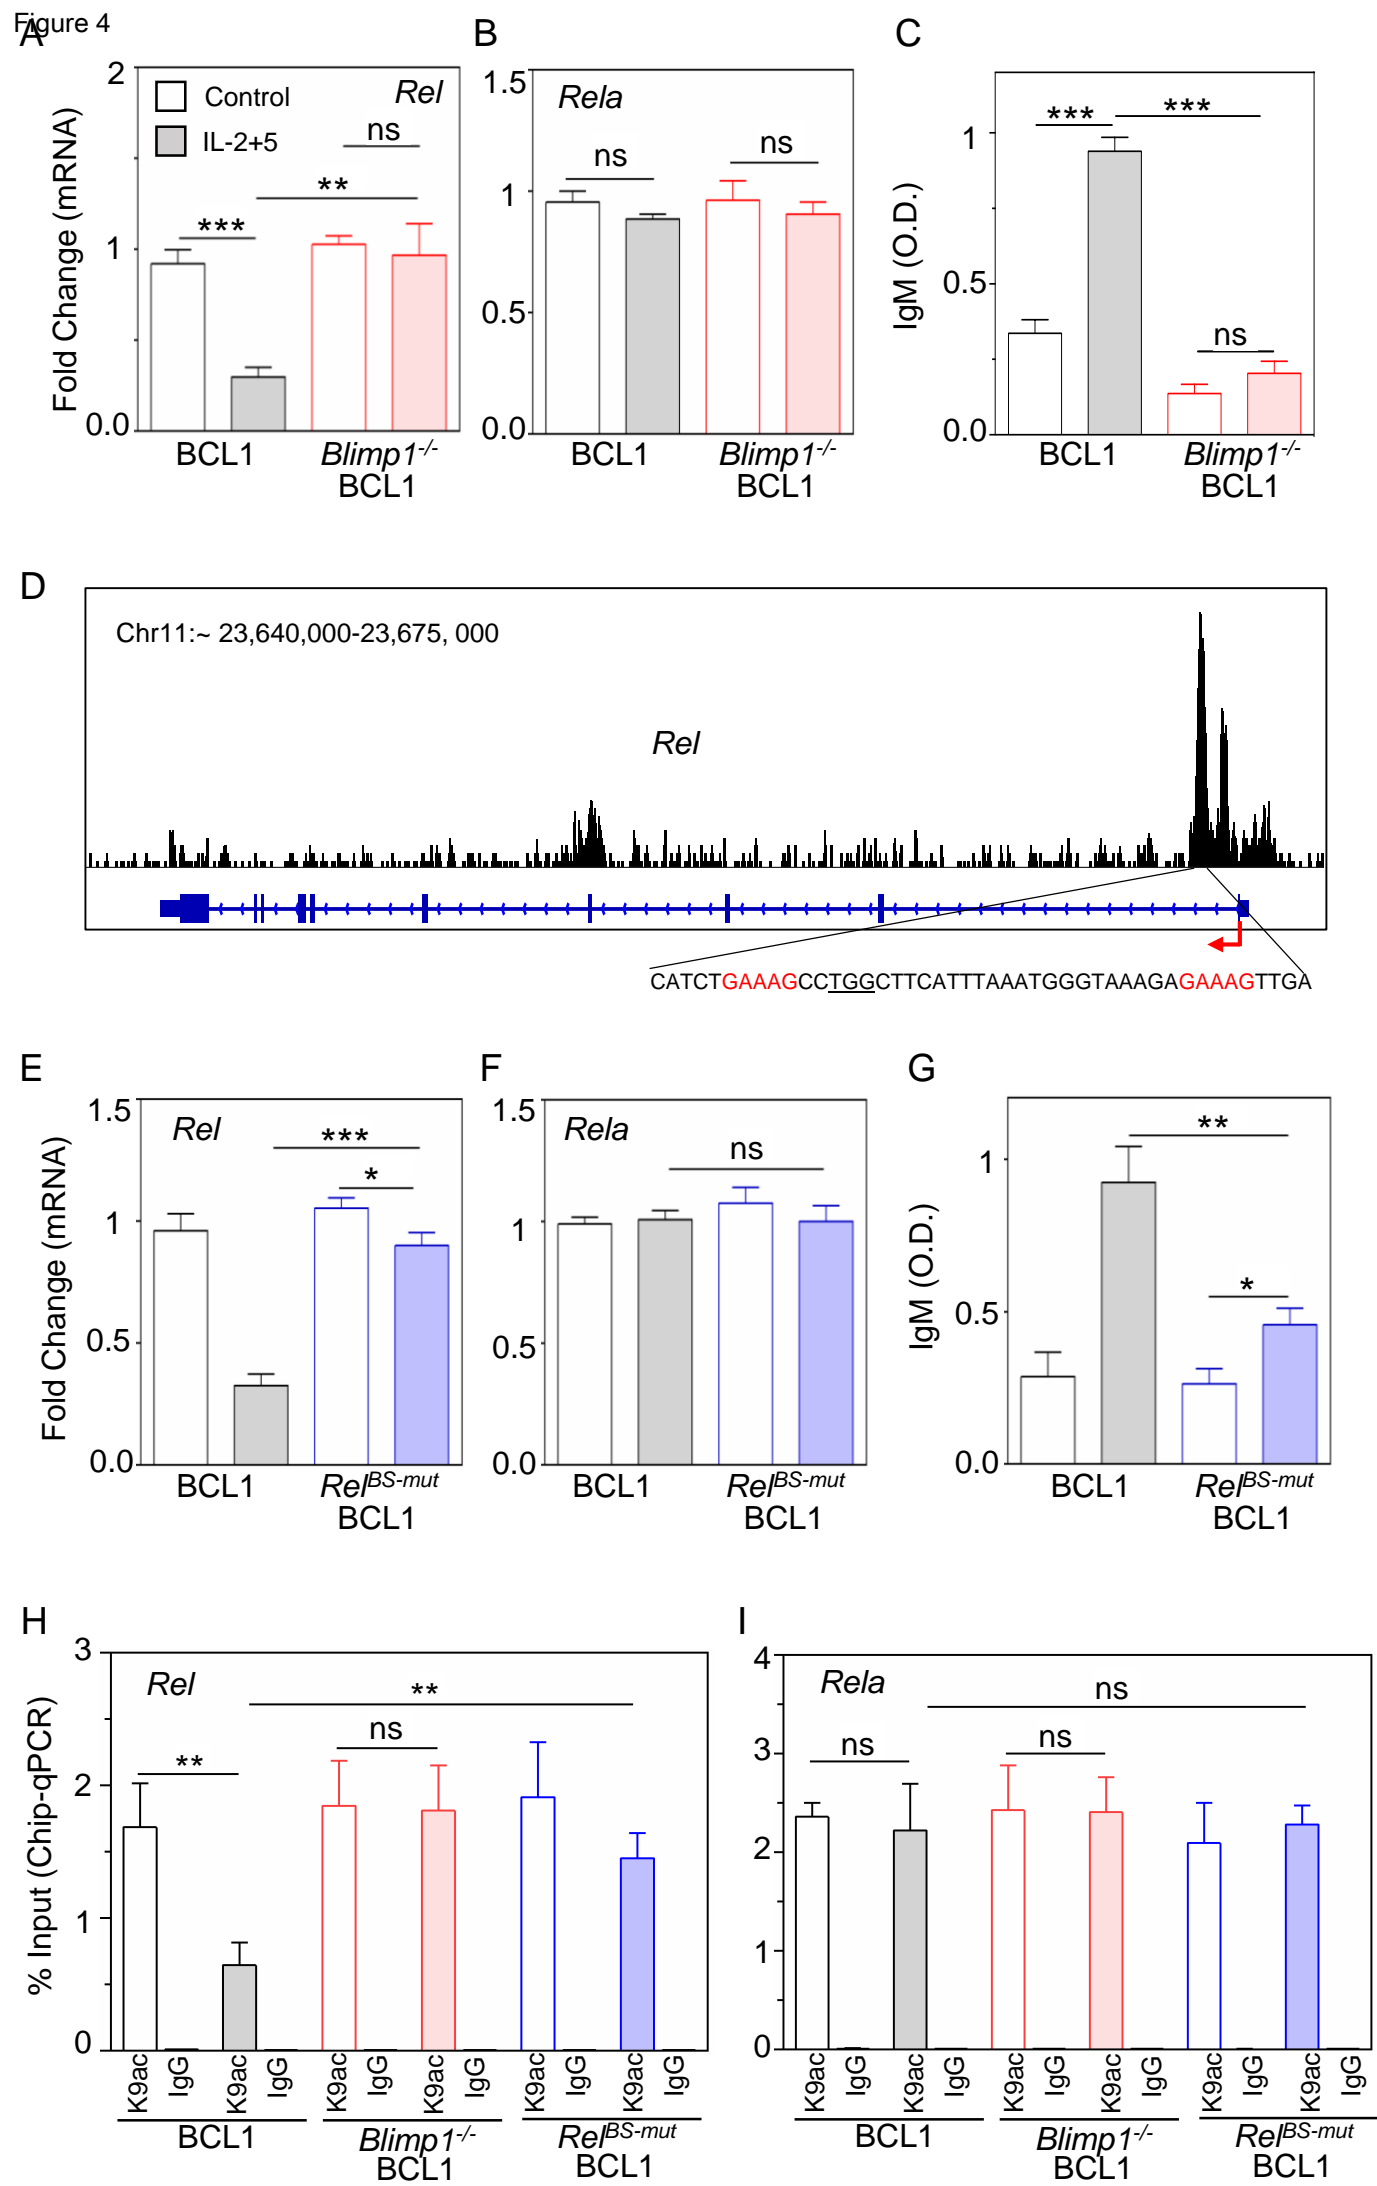 Figure 4
A
2
1
0.0
Fold Change (mRNA)
Control
IL-2+5
Rel
ns
**
***
BCL1
Blimp1-/-
BCL1
B
1.5
1
0.5
0.0
Rela
ns
ns
BCL1
Blimp1-/-
BCL1
C
1
0.5
0.0
IgM (O.D.)
***
***
ns
BCL1
Blimp1-/-
BCL1
D
Chr11:~ 23,640,000-23,675, 000
Rel
CATCTGAAAGCCTGGCTTCATTTAAATGGGTAAAGAGAAAGTTGA
E
1.5
1
0.5
0.0
Fold Change (mRNA)
Rel
***
*
BCL1
RelBS-mut
BCL1
F
1.5
1
0.5
0.0
Rela
ns
BCL1
RelBS-mut
BCL1
G
1
0.5
0.0
IgM (O.D.)
**
*
BCL1
RelBS-mut
BCL1
H
3
2
1
0
% Input (Chip-qPCR)
Rel
**
ns
**
K9ac
IgG
K9ac
IgG
K9ac
IgG
K9ac
IgG
K9ac
IgG
K9ac
IgG
BCL1
Blimp1-/-
BCL1
RelBS-mut
BCL1
I
4
3
2
1
0
Rela
ns
ns
ns
K9ac
IgG
K9ac
IgG
K9ac
IgG
K9ac
IgG
K9ac
IgG
K9ac
IgG
BCL1
Blimp1-/-
BCL1
RelBS-mut
BCL1